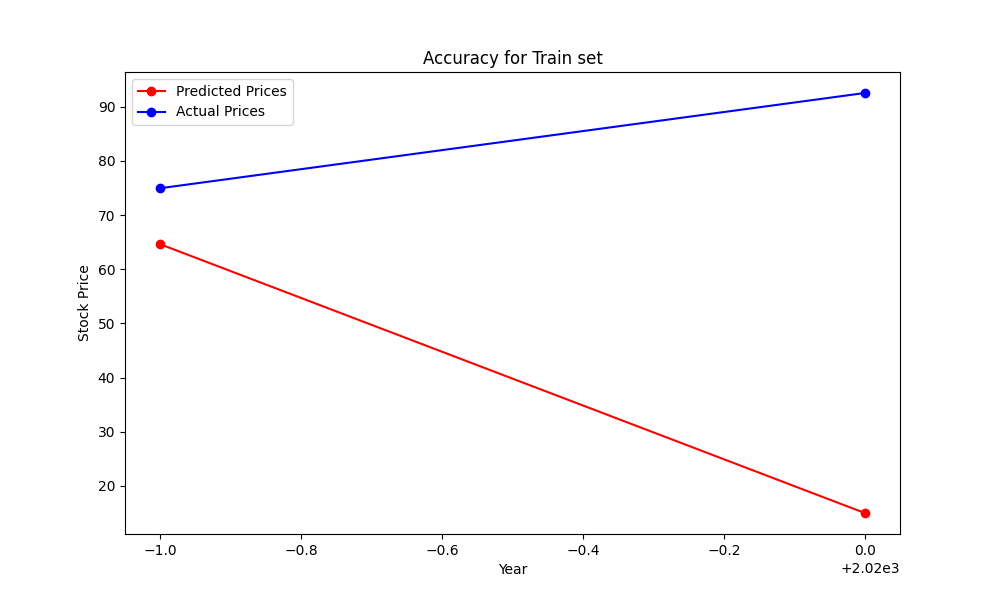 Accuracy for Train set
Predicted Prices
Actual Prices
90
80
70
60
50
40
30
20
Stock Price
−1.0
−0.8
−0.6
−0.4
−0.2
0.0
+2.02e3
Year